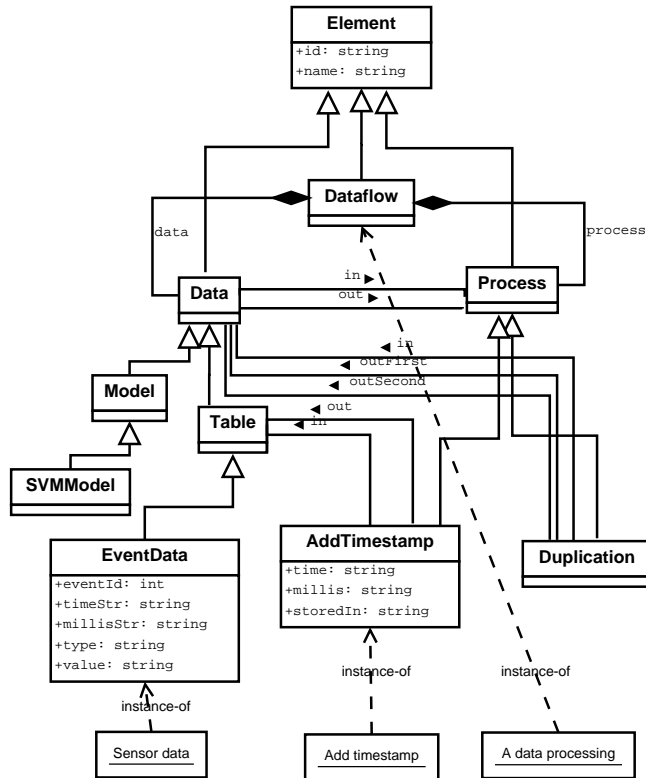 Element
+id: string
+name: string
Dataflow
data
process
Data
in
out
Process
in
outFirst
outSecond
Model
Table
out
in
SVMModel
EventData
+eventId: int
+timeStr: string
+millisStr: string
+type: string
+value: string
AddTimestamp
+time: string
+millis: string
+storedIn: string
Duplication
instance-of
instance-of
instance-of
Sensor data
Add timestamp
A data processing